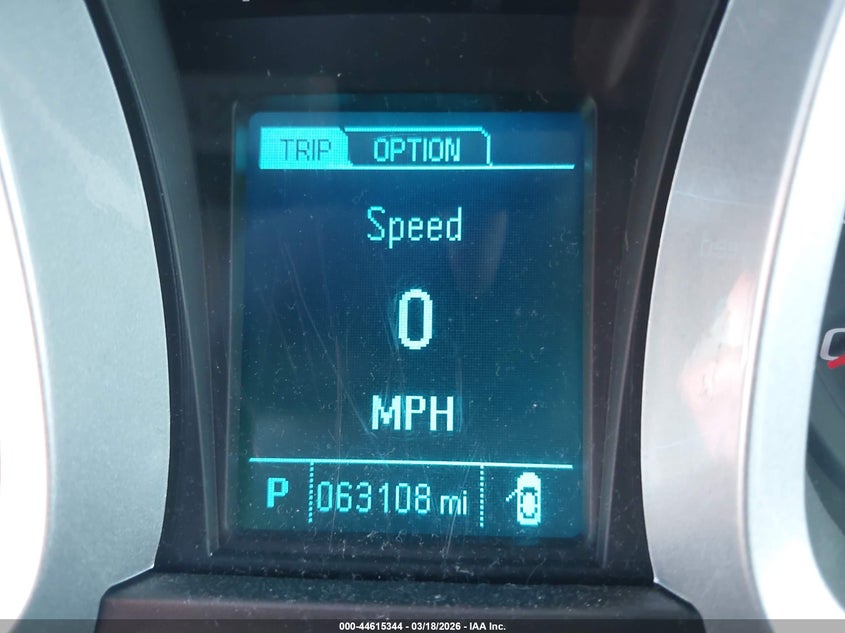 TRIP OPTION
Speed
0
MPH
P 063108 mi
000-44615344 - 03/18/2026 - IAA Inc.